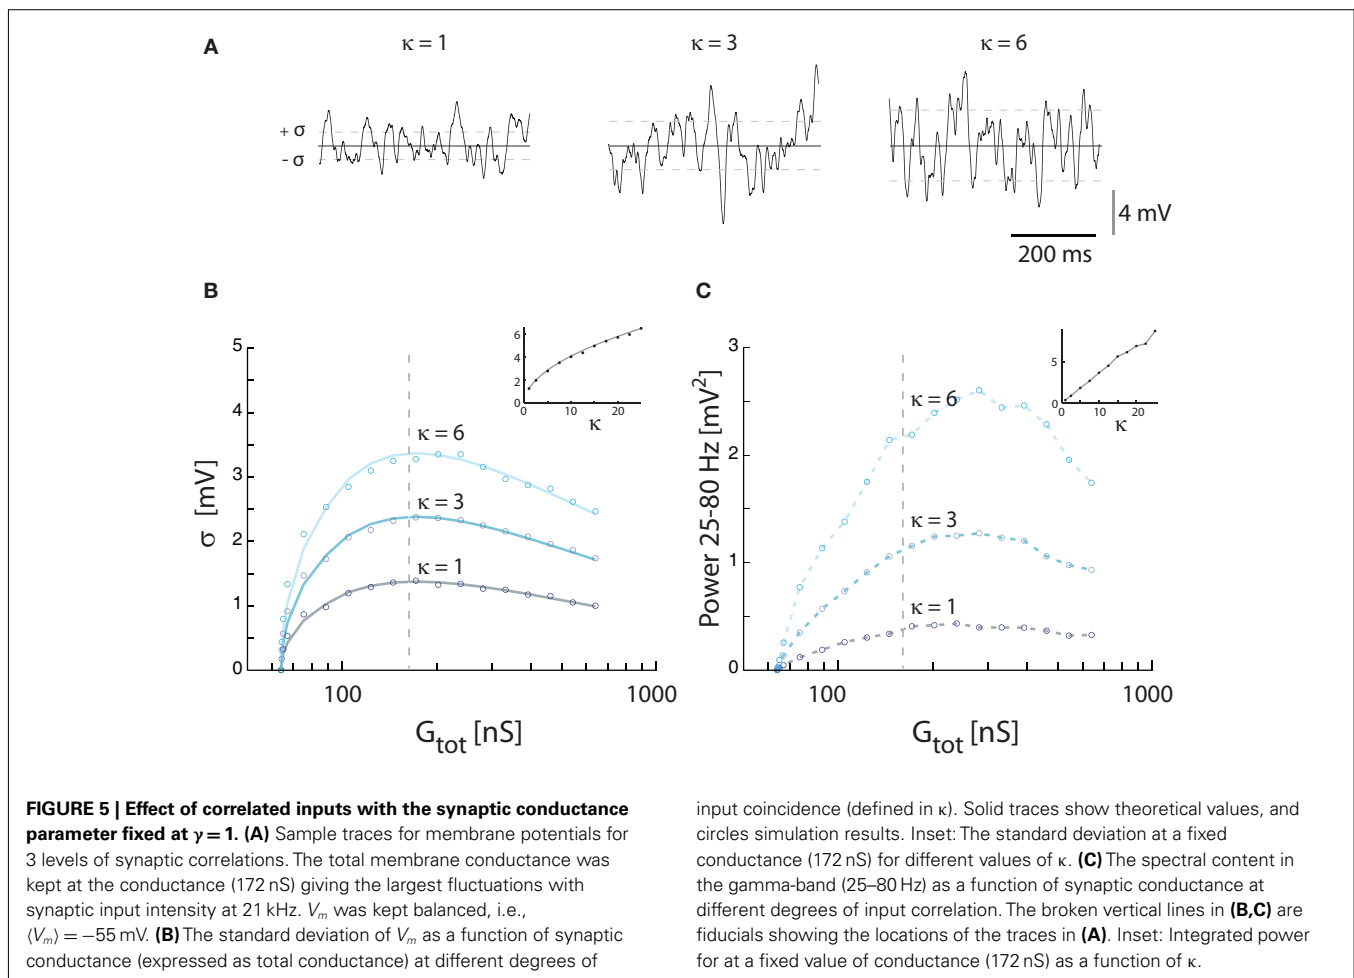 A
κ = 1
κ = 3
κ = 6
+ σ
- σ
4 mV
200 ms
B
5
4
3
2
1
0
σ [mV]
100
1000
G_tot [nS]
κ = 6
κ = 3
κ = 1
6
4
2
0
10
20
κ
C
3
2
1
0
Power 25-80 Hz [mV²]
100
1000
G_tot [nS]
κ = 6
κ = 3
κ = 1
5
0
0
10
20
κ
FIGURE 5 | Effect of correlated inputs with the synaptic conductance
parameter fixed at γ = 1. (A) Sample traces for membrane potentials for
3 levels of synaptic correlations. The total membrane conductance was
kept at the conductance (172 nS) giving the largest fluctuations with
synaptic input intensity at 21 kHz. Vm was kept balanced, i.e.,
⟨Vm⟩ = −55 mV. (B) The standard deviation of Vm as a function of synaptic
conductance (expressed as total conductance) at different degrees of
input coincidence (defined in κ). Solid traces show theoretical values, and
circles simulation results. Inset: The standard deviation at a fixed
conductance (172 nS) for different values of κ. (C) The spectral content in
the gamma-band (25–80 Hz) as a function of synaptic conductance at
different degrees of input correlation. The broken vertical lines in (B,C) are
fiducials showing the locations of the traces in (A). Inset: Integrated power
for at a fixed value of conductance (172 nS) as a function of κ.